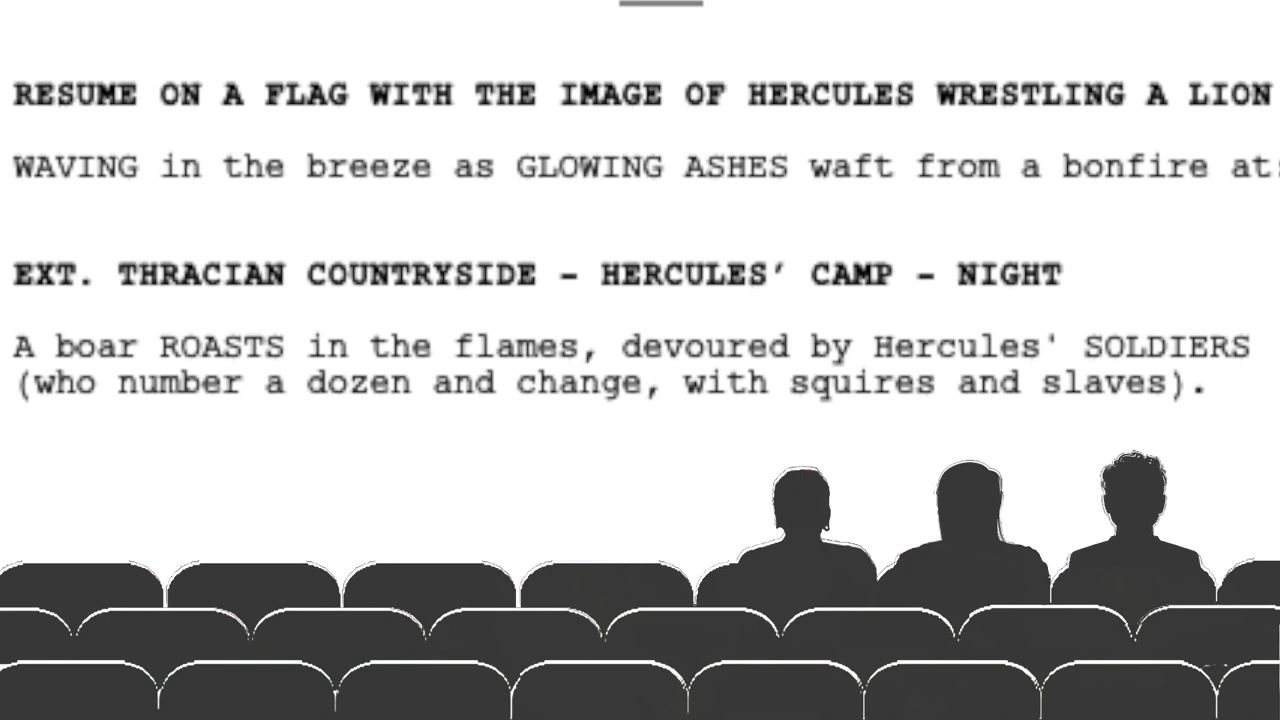 RESUME ON A FLAG WITH THE IMAGE OF HERCULES WRESTLING A LION
WAVING in the breeze as GLOWING ASHES waft from a bonfire at:
EXT. THRACIAN COUNTRYSIDE – HERCULES’ CAMP – NIGHT
A boar ROASTS in the flames, devoured by Hercules' SOLDIERS
(who number a dozen and change, with squires and slaves).